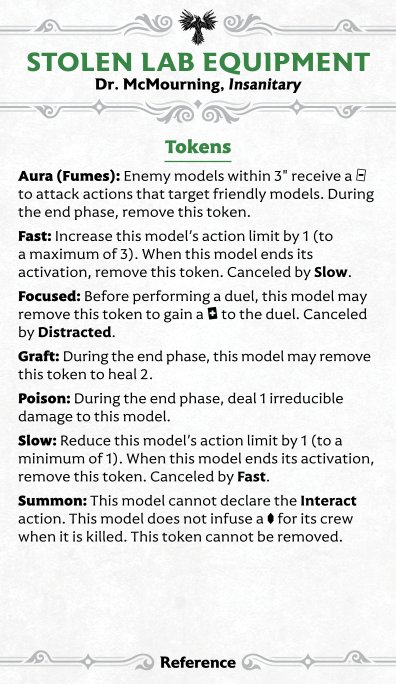 STOLEN LAB EQUIPMENT
Dr. McMourning, Insanitary
Tokens
Aura (Fumes): Enemy models within 3" receive a
to attack actions that target friendly models. During
the end phase, remove this token.
Fast: Increase this model's action limit by 1 (to
a maximum of 3). When this model ends its
activation, remove this token. Canceled by Slow.
Focused: Before performing a duel, this model may
remove this token to gain a to the duel. Canceled
by Distracted.
Graft: During the end phase, this model may remove
this token to heal 2.
Poison: During the end phase, deal 1 irreducible
damage to this model.
Slow: Reduce this model's action limit by 1 (to a
minimum of 1). When this model ends its activation,
remove this token. Canceled by Fast.
Summon: This model cannot declare the Interact
action. This model does not infuse a for its crew
when it is killed. This token cannot be removed.
Reference